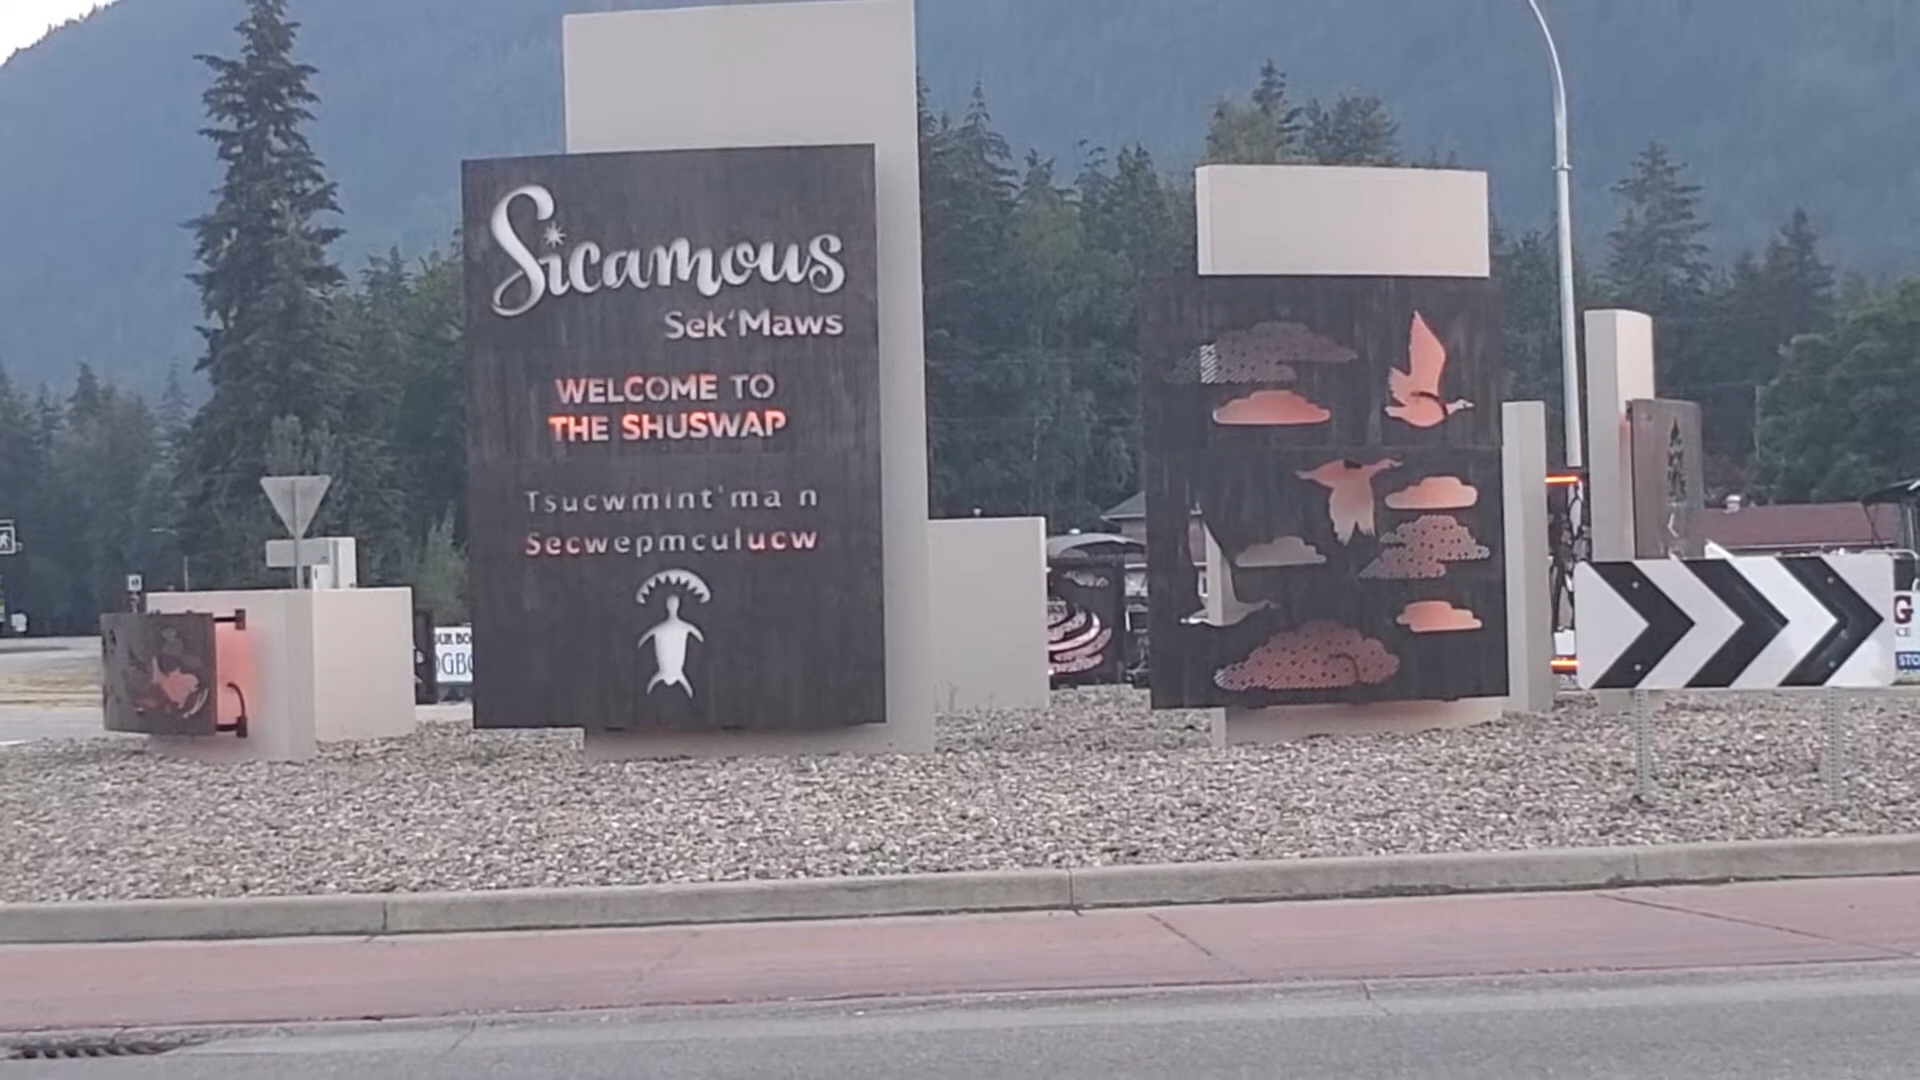 Sicamous
Sek‘Maws
WELCOME TO
THE SHUSWAP
Tsucwmint'ma n
Secwepmculucw